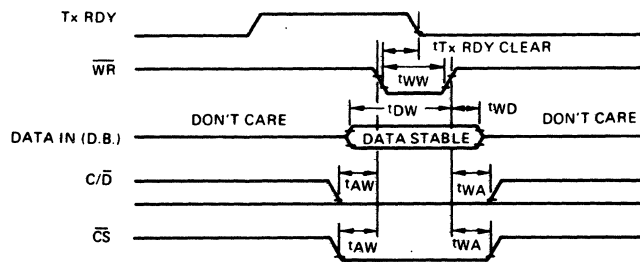 Tx RDY
tTx RDY CLEAR
WR
tWW
tDW
tWD
DON'T CARE
DON'T CARE
DATA IN (D.B.)
DATA STABLE
C/D
tAW
tWA
CS
tAW
tWA